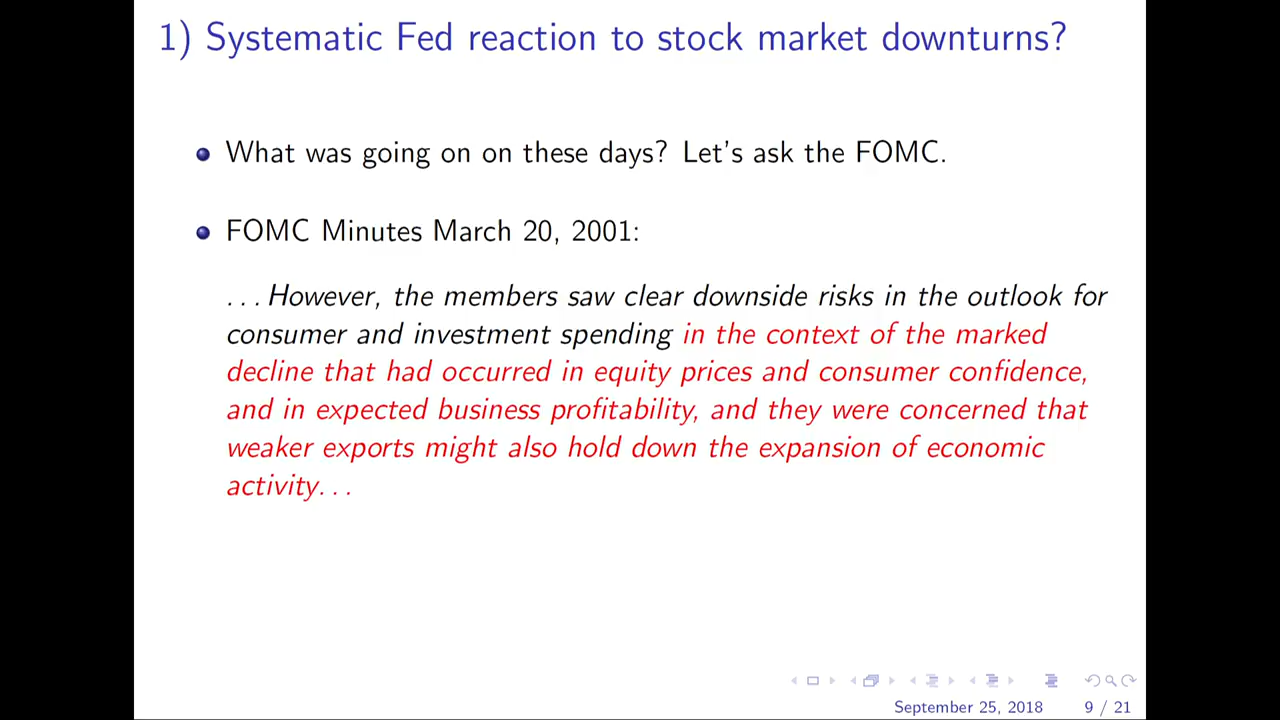 1) Systematic Fed reaction to stock market downturns?
What was going on on these days? Let's ask the FOMC.
FOMC Minutes March 20, 2001:
...However, the members saw clear downside risks in the outlook for
consumer and investment spending in the context of the marked
decline that had occurred in equity prices and consumer confidence,
and in expected business profitability, and they were concerned that
weaker exports might also hold down the expansion of economic
activity...
September 25, 2018 9 / 21